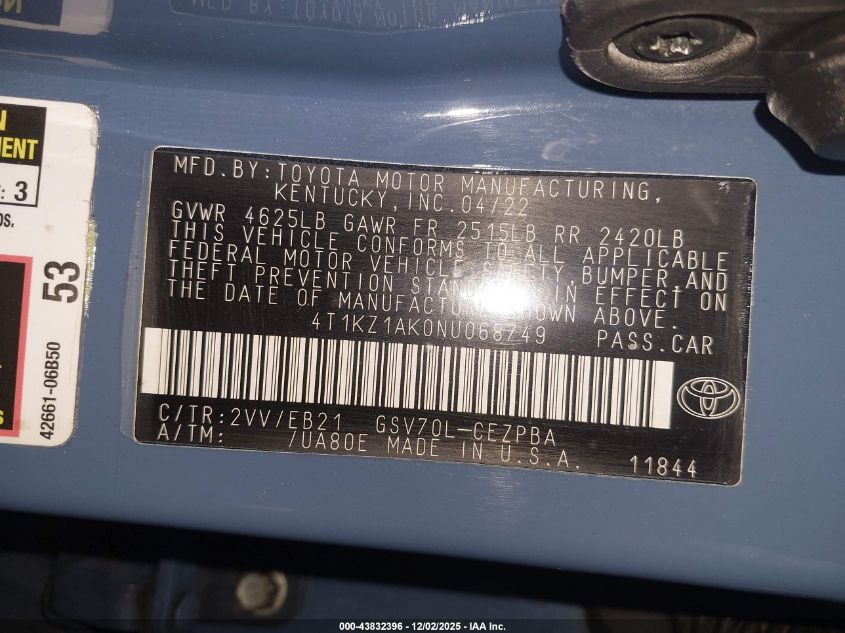 MFD. BY: TOYOTA MOTOR MANUFACTURING,
KENTUCKY, INC. 04/22
GVWR 4625LB GAWR FR 2515LB RR 2420LB
THIS VEHICLE CONFORMS TO ALL APPLICABLE
FEDERAL MOTOR VEHICLE SAFETY, BUMPER, AND
THEFT PREVENTION STANDARDS IN EFFECT ON
THE DATE OF MANUFACTURE SHOWN ABOVE.
4T1KZ1AK0NU068749 PASS. CAR
C/TR: 2VV/EB21 GSV70L-CEZPBA
A/TM: /UA80E MADE IN U.S.A.
11844
: 3
53
42661-06B50
000-43832396 - 12/02/2025 - IAA Inc.